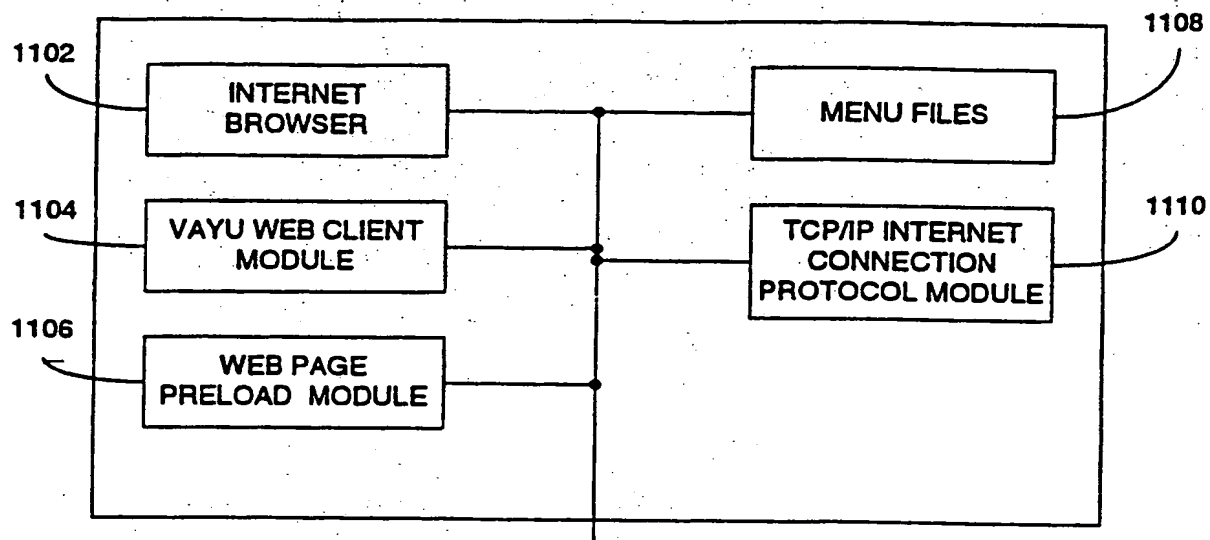 1102
INTERNET
BROWSER
1108
MENU FILES
1104
VAYU WEB CLIENT
MODULE
1110
TCP/IP INTERNET
CONNECTION
PROTOCOL MODULE
1106
WEB PAGE
PRELOAD MODULE